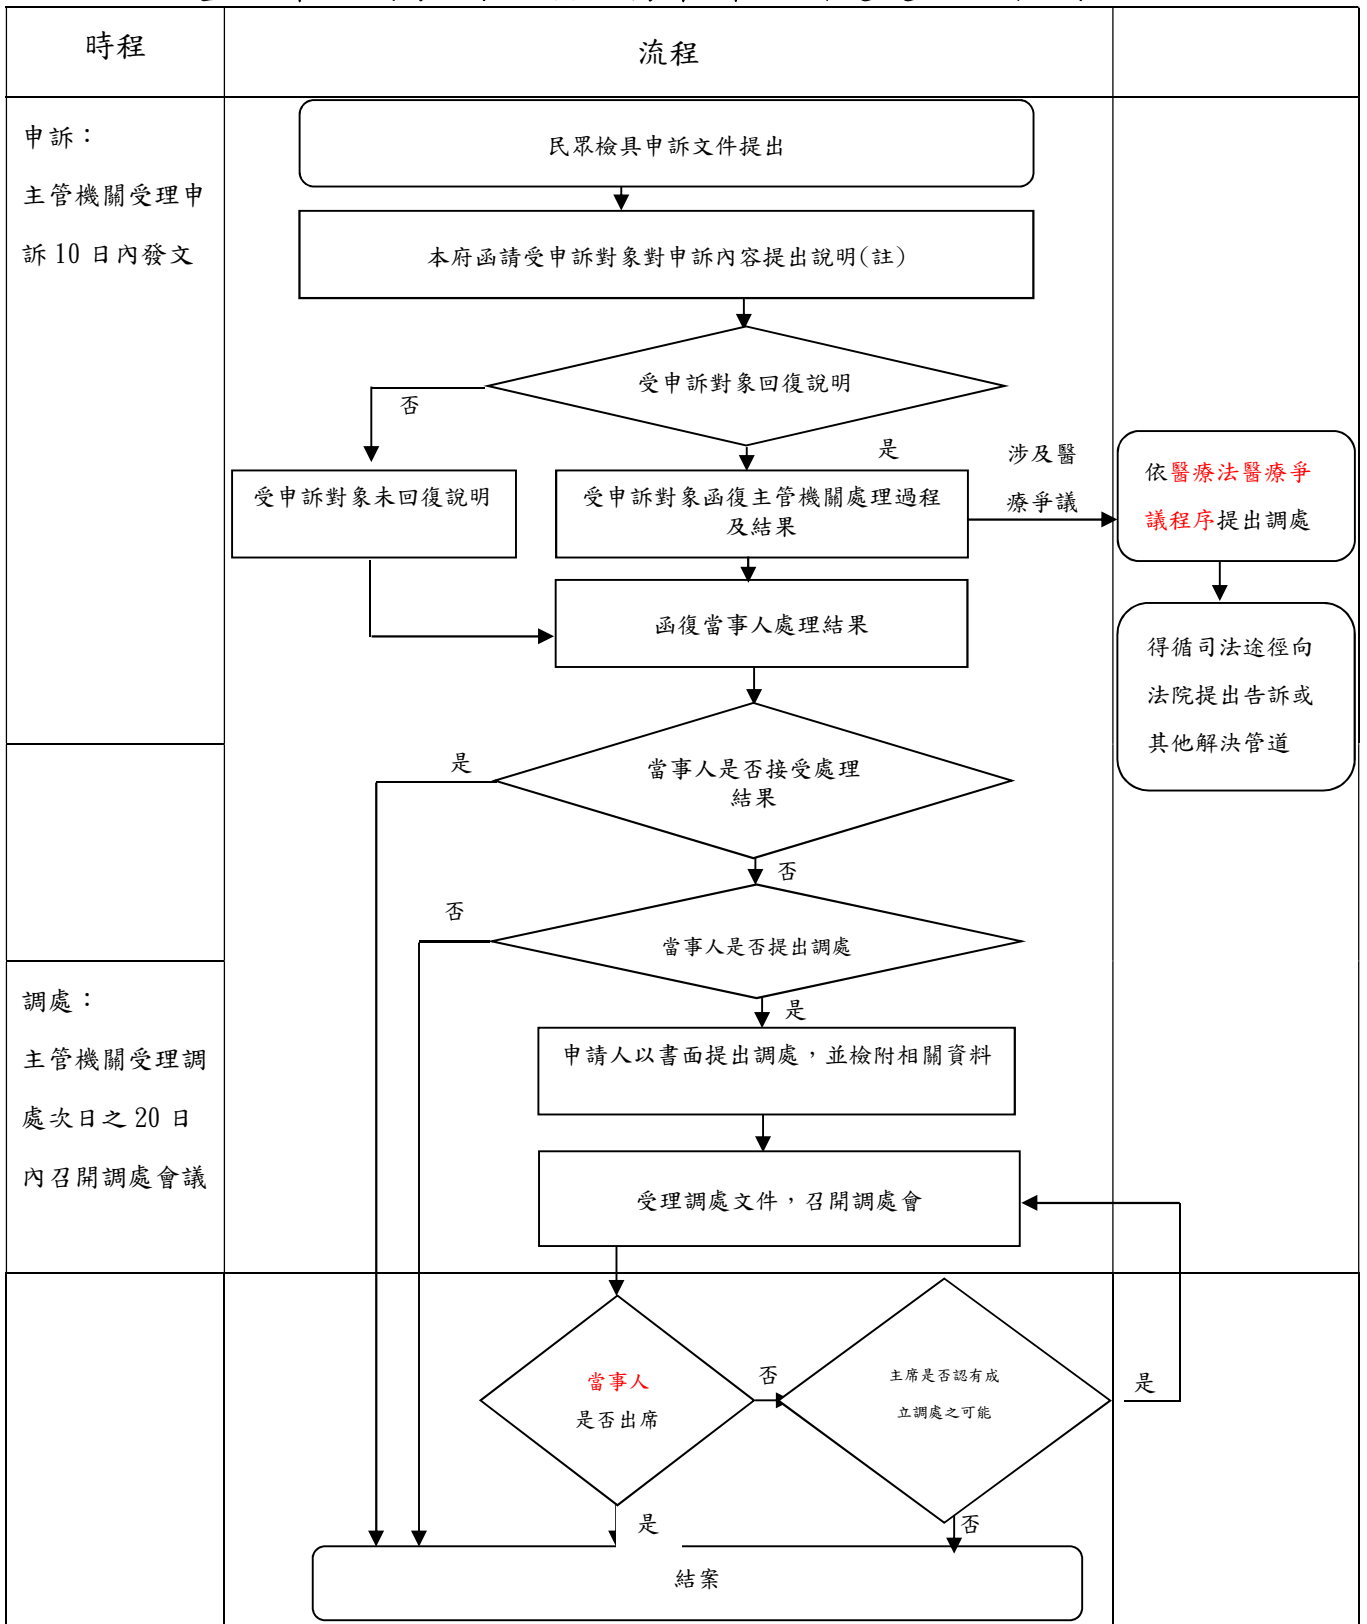 時程
流程
申訴：
主管機關受理申
訴 10 日內發文
民眾檢具申訴文件提出
本府函請受申訴對象對申訴內容提出說明(註)
受申訴對象回復說明
否
是
涉及醫
療爭議
受申訴對象未回復說明
受申訴對象函復主管機關處理過程
及結果
依醫療法醫療爭
議程序提出調處
函復當事人處理結果
得循司法途徑向
法院提出告訴或
其他解決管道
是
當事人是否接受處理
結果
否
否
當事人是否提出調處
是
調處：
主管機關受理調
處次日之 20 日
內召開調處會議
申請人以書面提出調處，並檢附相關資料
受理調處文件，召開調處會
當事人
是否出席
否
主席是否認有成
立調處之可能
是
是
否
結案